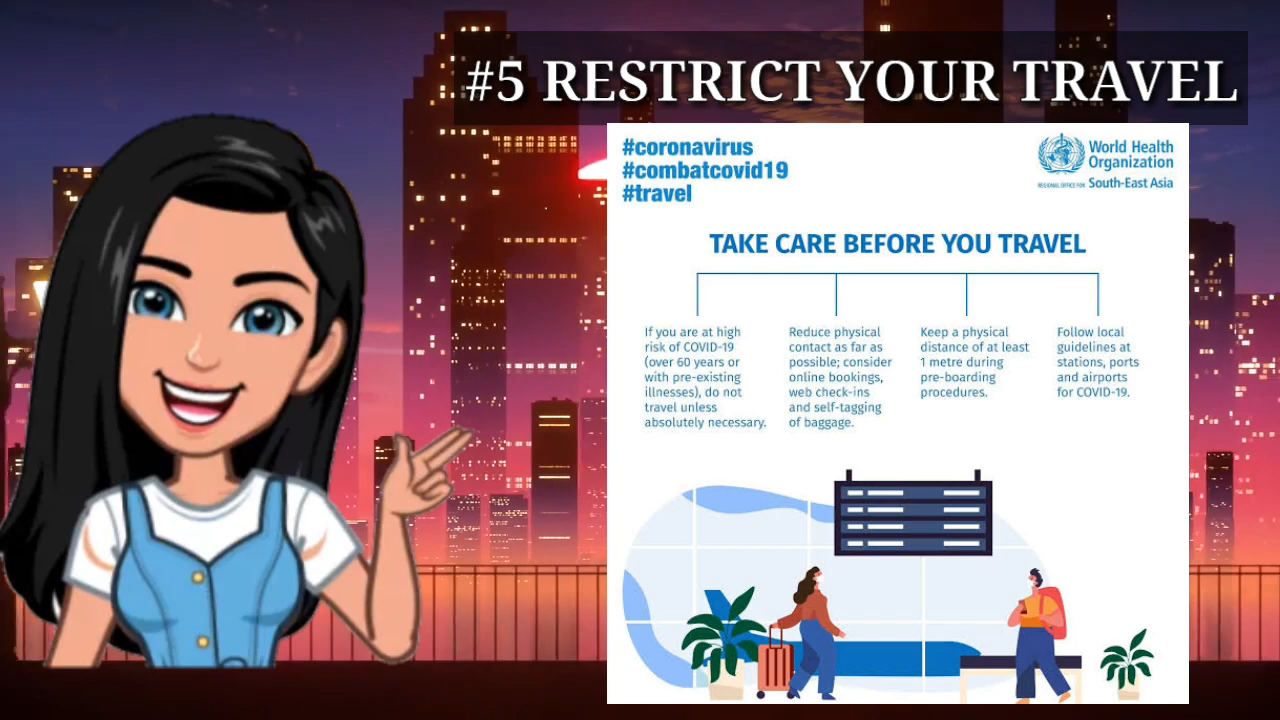 #5 RESTRICT YOUR TRAVEL
#coronavirus
#combatcovid19
#travel
World Health
Organization
REGIONAL OFFICE FOR South-East Asia
TAKE CARE BEFORE YOU TRAVEL
If you are at high
risk of COVID-19
(over 60 years or
with pre-existing
illnesses), do not
travel unless
absolutely necessary.
Reduce physical
contact as far as
possible; consider
online bookings,
web check-ins
and self-tagging
of baggage.
Keep a physical
distance of at least
1 metre during
pre-boarding
procedures.
Follow local
guidelines at
stations, ports
and airports
for COVID-19.